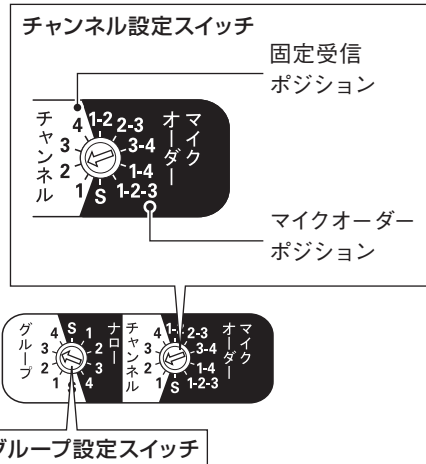 チャンネル設定スイッチ
固定受信
ポジション
チャンネル
4
3
2
1
S
1-2
2-3
3-4
1-4
1-2-3
マイク
オーダー
マイクオーダー
ポジション
グループ
4
3
2
1
S
S
1
2
3
4
ナロー
チャンネル
4
3
2
1
S
1-2
2-3
3-4
1-4
1-2-3
マイク
オーダー
グループ設定スイッチ